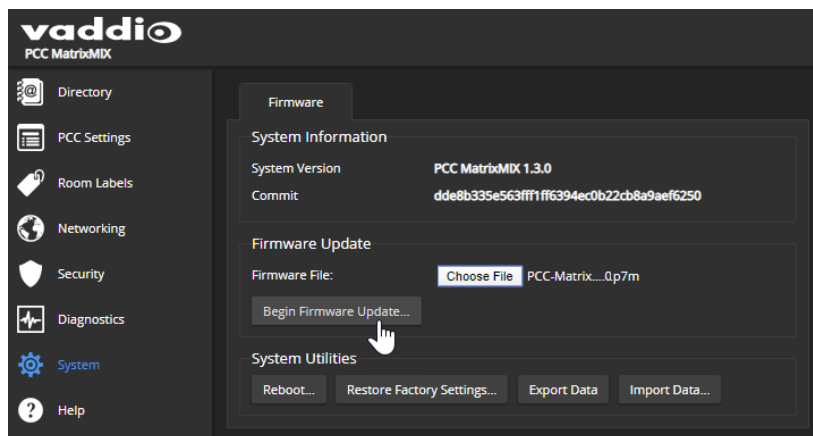 vaddio
PCC MatrixMIX
Directory
PCC Settings
Room Labels
Networking
Security
Diagnostics
System
Help
Firmware
System Information
System Version PCC MatrixMIX 1.3.0
Commit dde8b335e563fff1ff6394ec0b22cb8a9aef6250
Firmware Update
Firmware File: Choose File PCC-Matrix....0.p7m
Begin Firmware Update...
System Utilities
Reboot... Restore Factory Settings... Export Data Import Data...